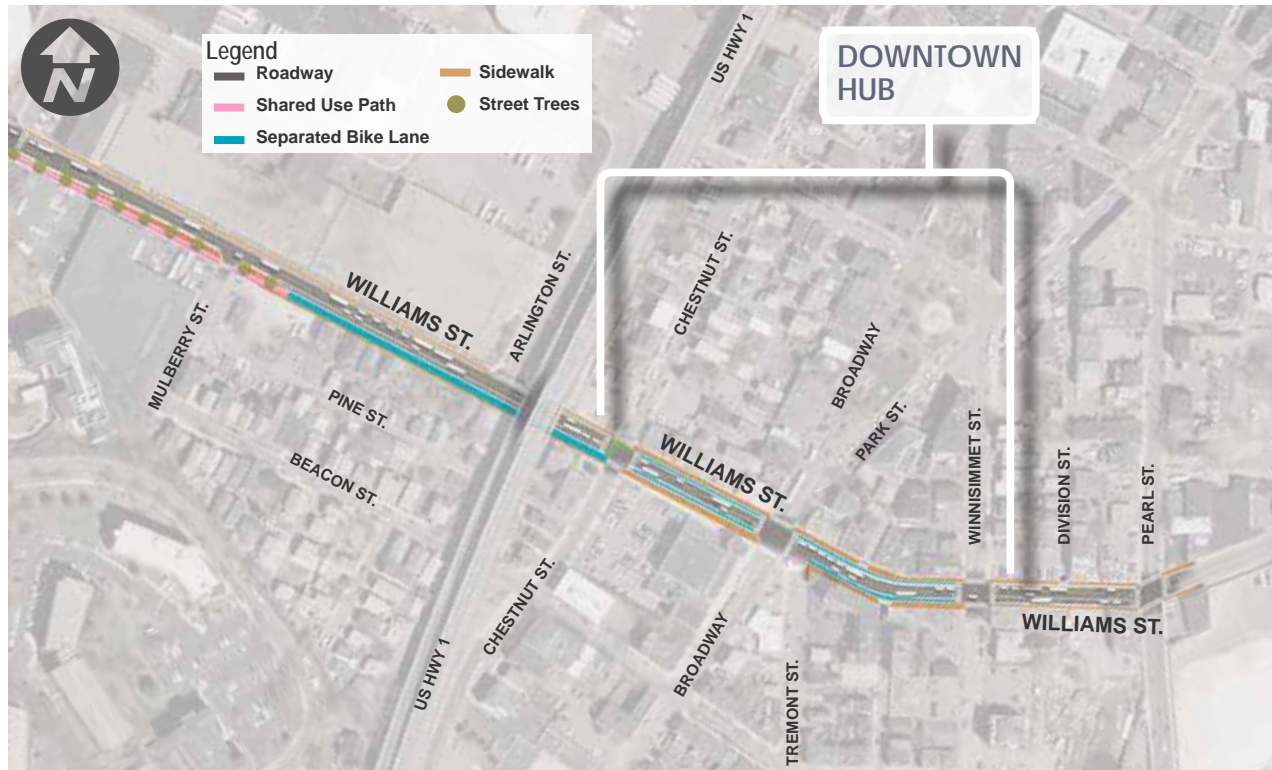 N
Legend
Roadway
Shared Use Path
Separated Bike Lane
Sidewalk
Street Trees
US HWY 1
DOWNTOWN
HUB
WILLIAMS ST.
ARLINGTON ST.
CHESTNUT ST.
MULBERRY ST.
PINE ST.
BEACON ST.
BROADWAY
PARK ST.
WILLIAMS ST.
WINNISIMMET ST.
DIVISION ST.
PEARL ST.
CHESTNUT ST.
US HWY 1
BROADWAY
TREMONT ST.
WILLIAMS ST.